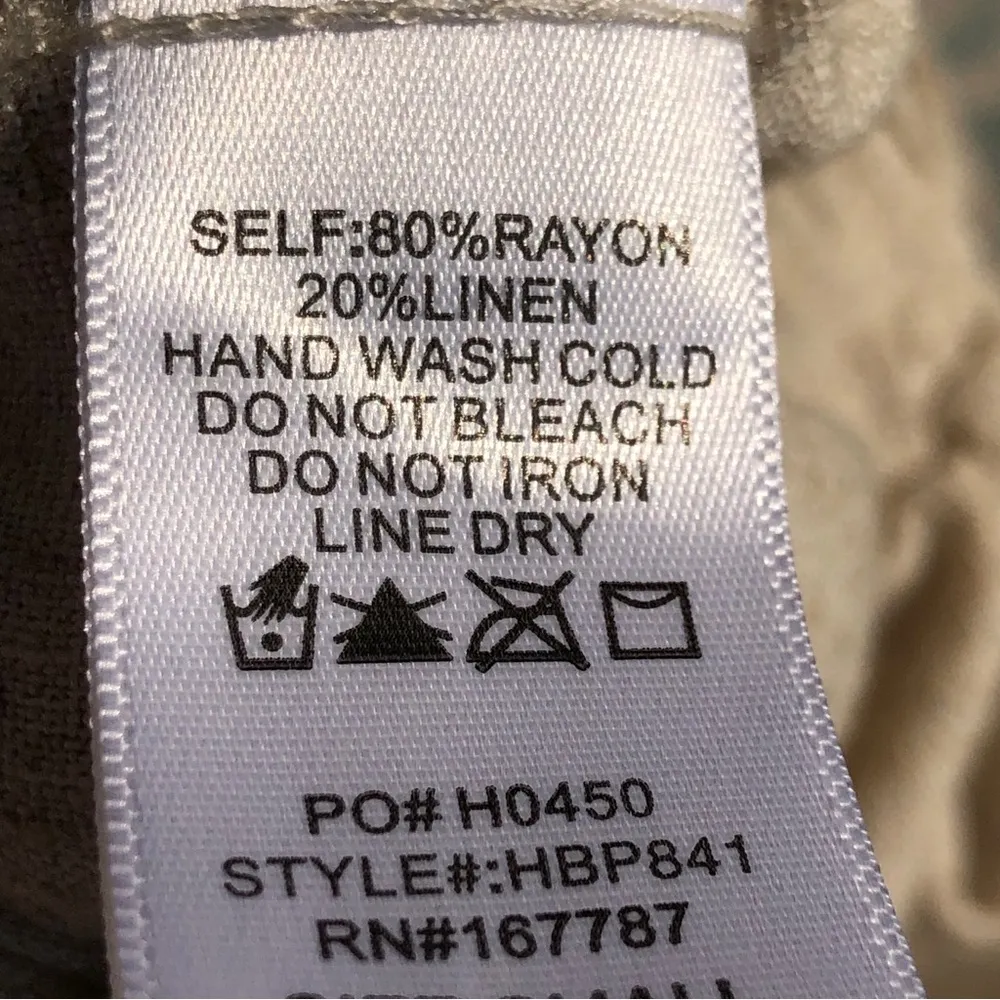 SELF:80%RAYON
20%LINEN
HAND WASH COLD
DO NOT BLEACH
DO NOT IRON
LINE DRY
PO# H0450
STYLE#:HBP841
RN#167787